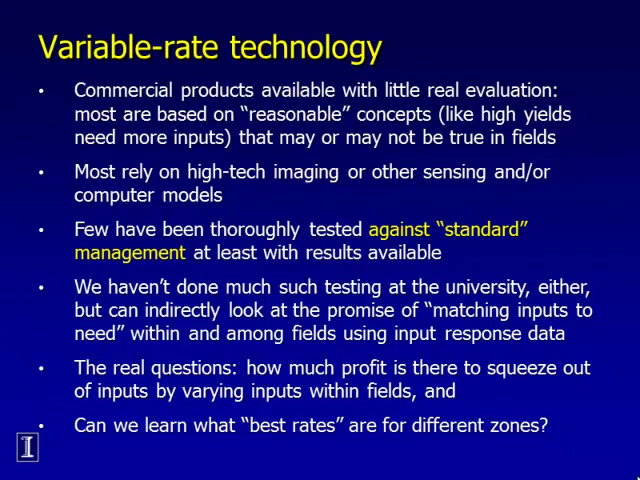 Variable-rate technology
• Commercial products available with little real evaluation:
most are based on “reasonable” concepts (like high yields
need more inputs) that may or may not be true in fields
• Most rely on high-tech imaging or other sensing and/or
computer models
• Few have been thoroughly tested against “standard”
management at least with results available
• We haven’t done much such testing at the university, either,
but can indirectly look at the promise of “matching inputs to
need” within and among fields using input response data
• The real questions: how much profit is there to squeeze out
of inputs by varying inputs within fields, and
• Can we learn what “best rates” are for different zones?
I